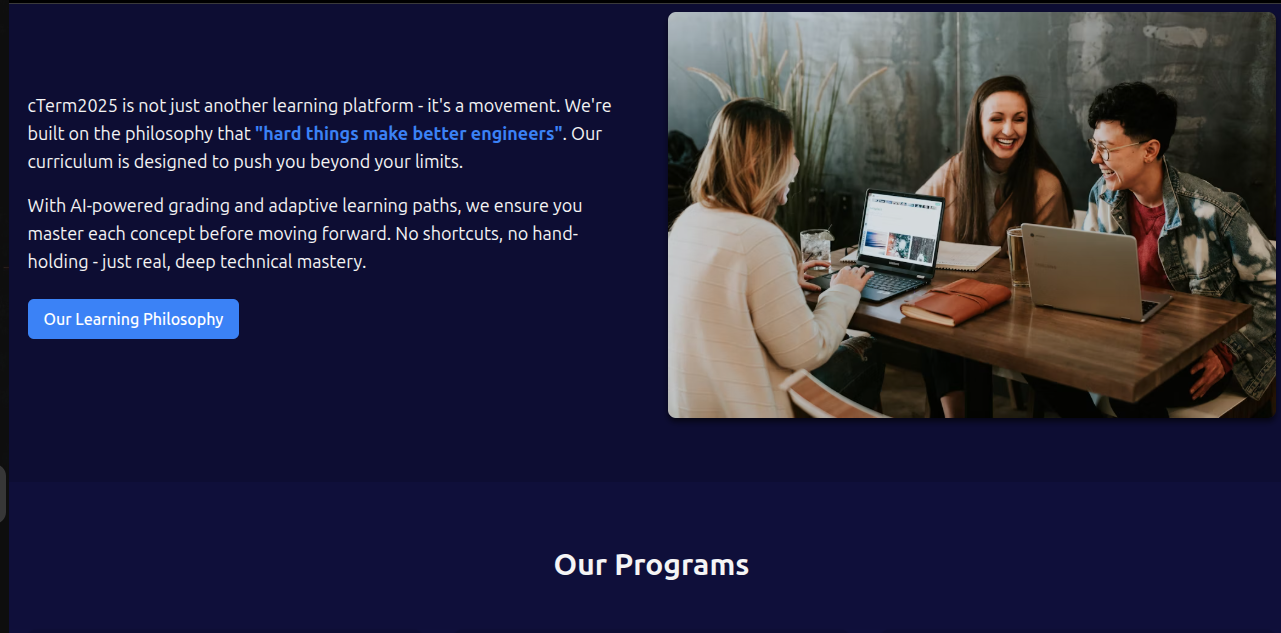 cTerm2025 is not just another learning platform - it's a movement. We're
built on the philosophy that "hard things make better engineers". Our
curriculum is designed to push you beyond your limits.
With AI-powered grading and adaptive learning paths, we ensure you
master each concept before moving forward. No shortcuts, no hand-
holding - just real, deep technical mastery.
Our Learning Philosophy
Our Programs